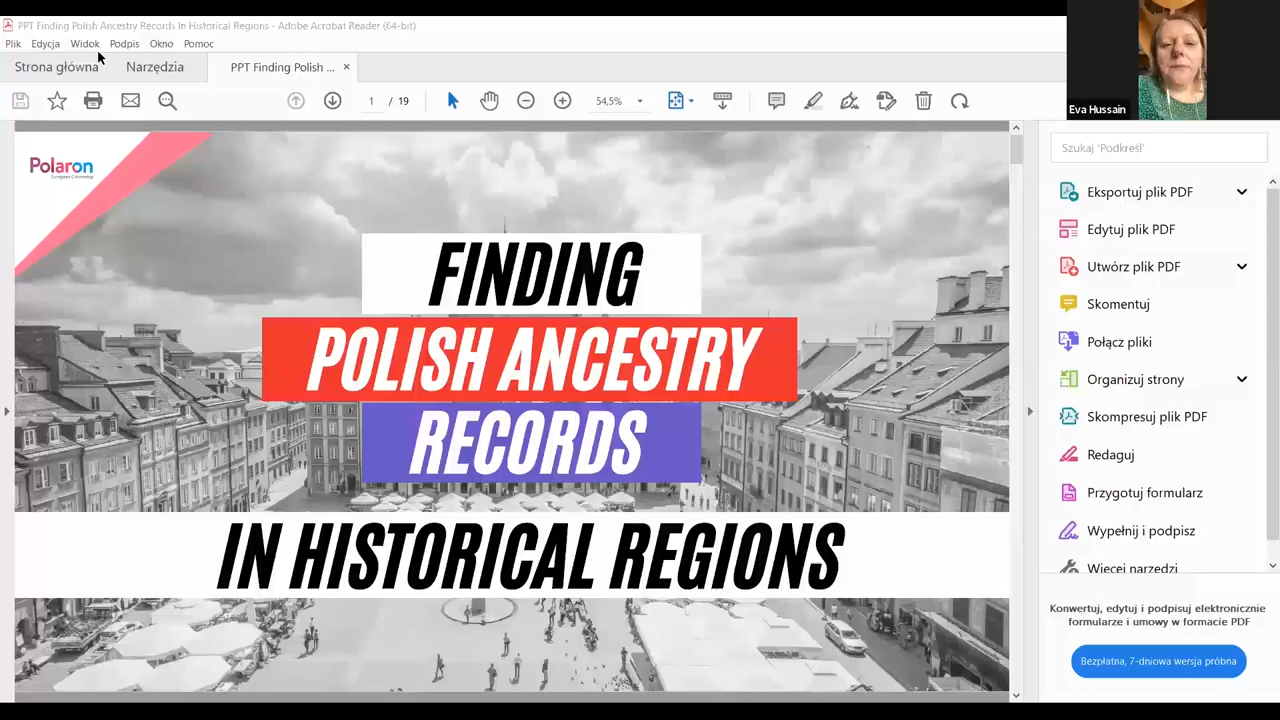 PPT Finding Polish Ancestry Records In Historical Regions - Adobe Acrobat Reader (64-bit)
Plik Edycja Widok Podpis Okno Pomoc
Strona główna Narzędzia PPT Finding Polish ... ×
1 / 19 54,5%
Eva Hussain
Szukaj 'Podkreśl'
Polaron
European Citizenship
FINDING
POLISH ANCESTRY
RECORDS
IN HISTORICAL REGIONS
Eksportuj plik PDF
Edytuj plik PDF
Utwórz plik PDF
Skomentuj
Połącz pliki
Organizuj strony
Skompresuj plik PDF
Redaguj
Przygotuj formularz
Wypełnij i podpisz
Więcej narzędzi
Konwertuj, edytuj i podpisuj elektronicznie
formularze i umowy w formacie PDF
Bezpłatna, 7-dniowa wersja próbna